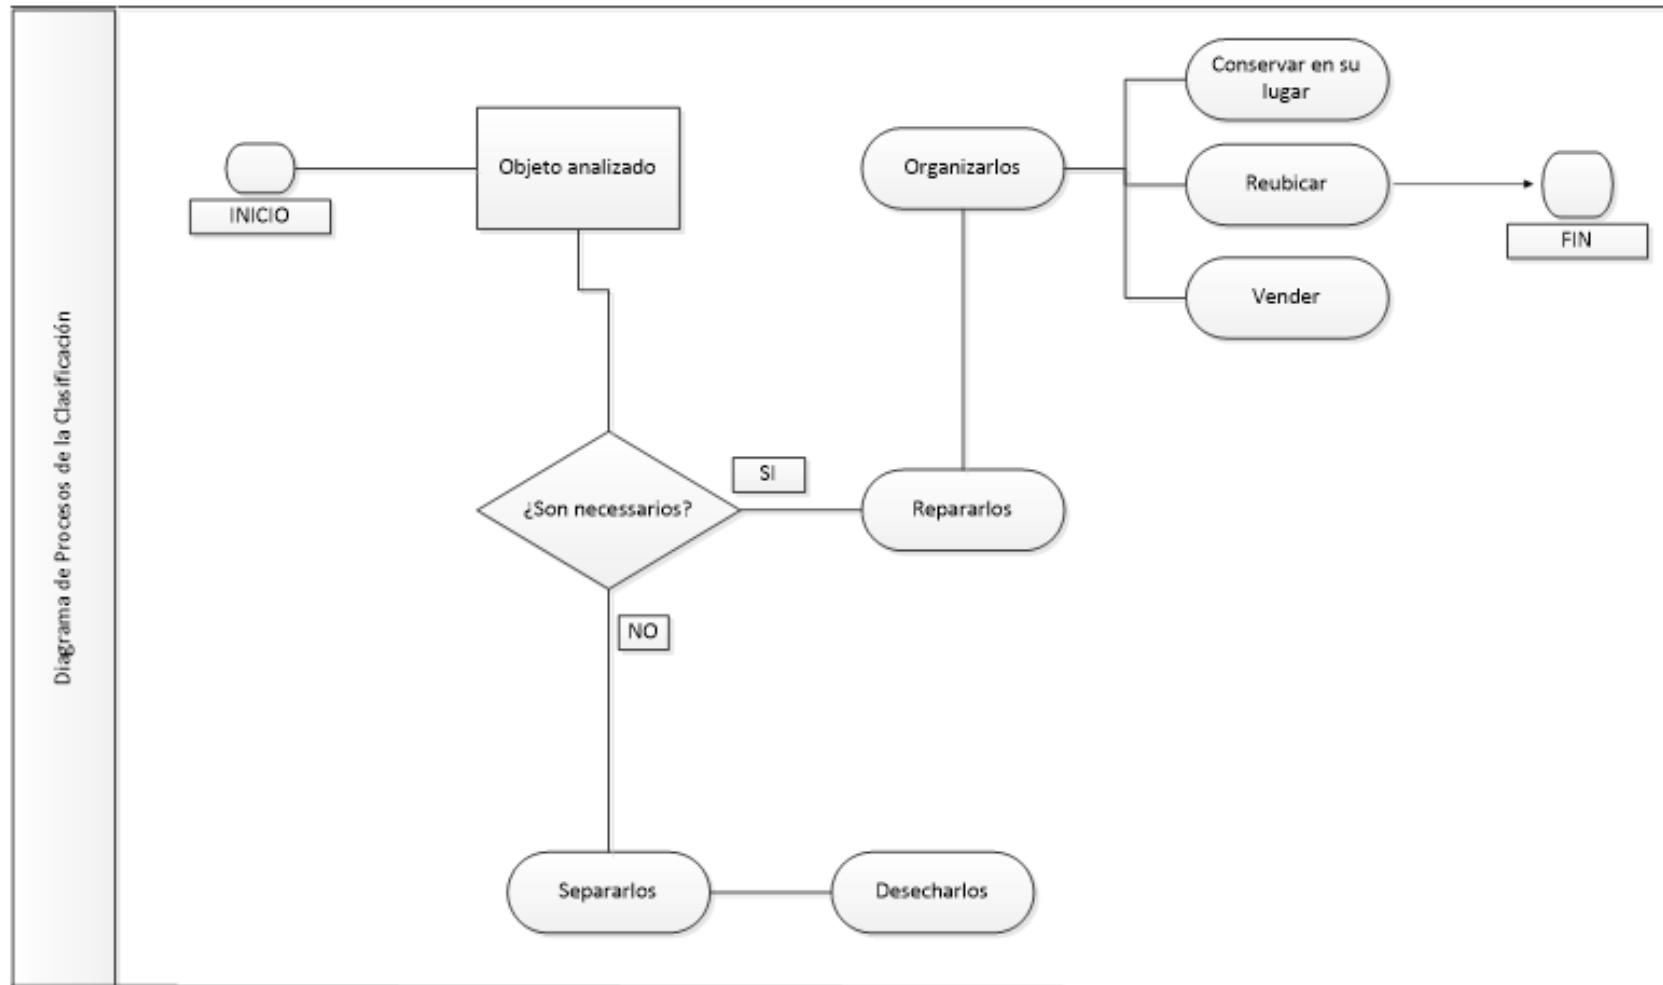 Diagrama de Procesos de la Clasificación
INICIO
Objeto analizado
¿Son necessarios?
SI
NO
Repararlos
Organizarlos
Conservar en su
lugar
Reubicar
Vender
FIN
Separarlos
Desecharlos